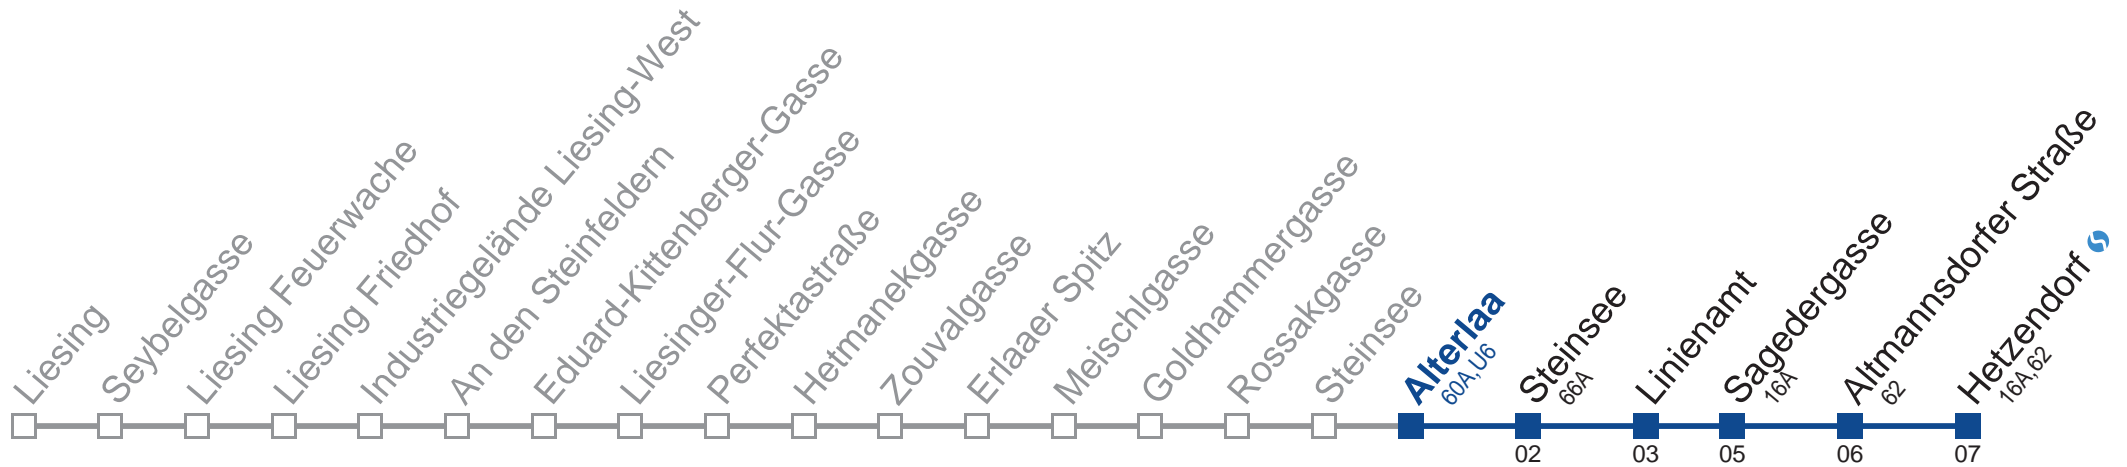 Liesing
Seybelgasse
Liesing Feuerwache
Liesing Friedhof
Industriegelände Liesing-West
An den Steinfeldern
Eduard-Kittenberger-Gasse
Liesinger-Flur-Gasse
Perfektastraße
Hetmanekgasse
Zouvalgasse
Erlaaer Spitz
Meischlgasse
Goldhammergasse
Rossakgasse
Steinsee
Alterlaa
60A, U6
Steinsee
66A
02
Linienamt
03
Sagedergasse
16A
05
Altmannsdorfer Straße
62
06
Hetzendorf
16A, 62
07